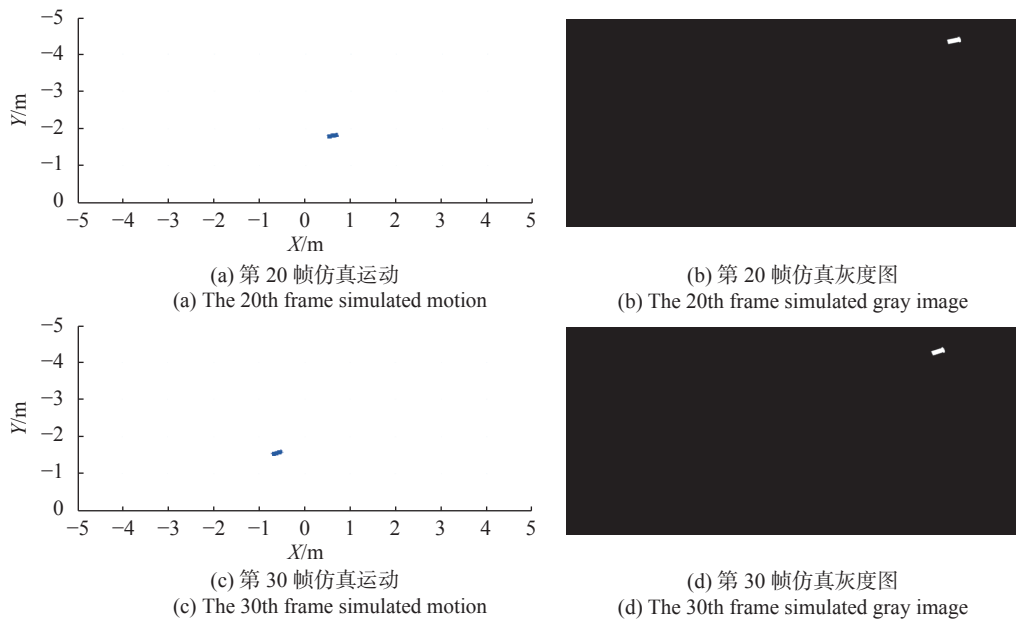 −5
−4
−3
−2
−1
0
Y/m
−5 −4 −3 −2 −1 0 1 2 3 4 5
X/m
(a) 第 20 帧仿真运动
(a) The 20th frame simulated motion
(b) 第 20 帧仿真灰度图
(b) The 20th frame simulated gray image
−5
−4
−3
−2
−1
0
Y/m
−5 −4 −3 −2 −1 0 1 2 3 4 5
X/m
(c) 第 30 帧仿真运动
(c) The 30th frame simulated motion
(d) 第 30 帧仿真灰度图
(d) The 30th frame simulated gray image